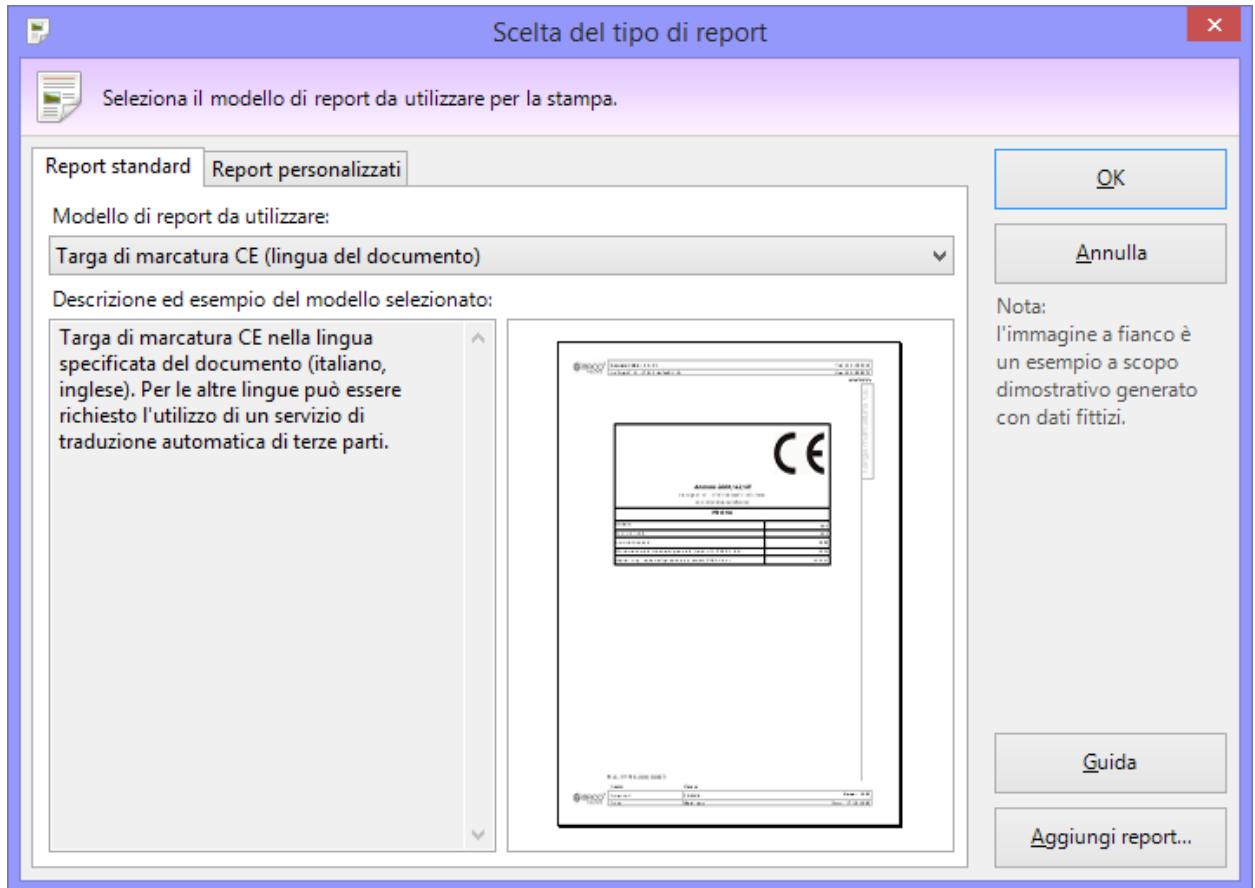 Scelta del tipo di report
Seleziona il modello di report da utilizzare per la stampa.
Report standard
Report personalizzati
Modello di report da utilizzare:
Targa di marcatura CE (lingua del documento)
Descrizione ed esempio del modello selezionato:
Targa di marcatura CE nella lingua
specificata del documento (italiano,
inglese). Per le altre lingue può essere
richiesto l'utilizzo di un servizio di
traduzione automatica di terze parti.
CE
OK
Annulla
Nota:
l'immagine a fianco è
un esempio a scopo
dimostrativo generato
con dati fittizi.
Guida
Aggiungi report...